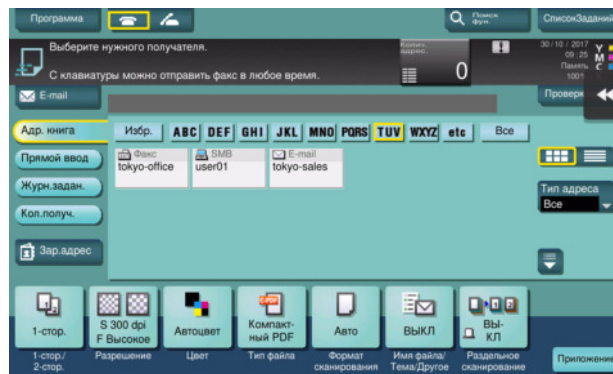 Программа
Поиск
фун.
СписокЗаданий
Выберите нужного получателя.
С клавиатуры можно отправить факс в любое время.
Колич.
адрес.
0
30/10/2017
09:25
Память
100%
Y
M
C
E-mail
Провер
Адр. книга
Избр.
ABC
DEF
GHI
JKL
MNO
PQRS
TUV
WXYZ
etc
Все
Прямой ввод
Журн.задан.
Кол.получ.
Зар.адрес
Факс
tokyo-office
SMB
user01
E-mail
tokyo-sales
Тип адреса
Все
1-стор.
S 300 dpi
F Высокое
Автоцвет
Компакт-
ный PDF
Авто
ВЫКЛ
ВЫ-
КЛ
1-стор./
2-стор.
Разрешение
Цвет
Тип файла
Формат
сканирования
Имя файла/
Тема/Другое
Раздельное
сканирование
Приложение